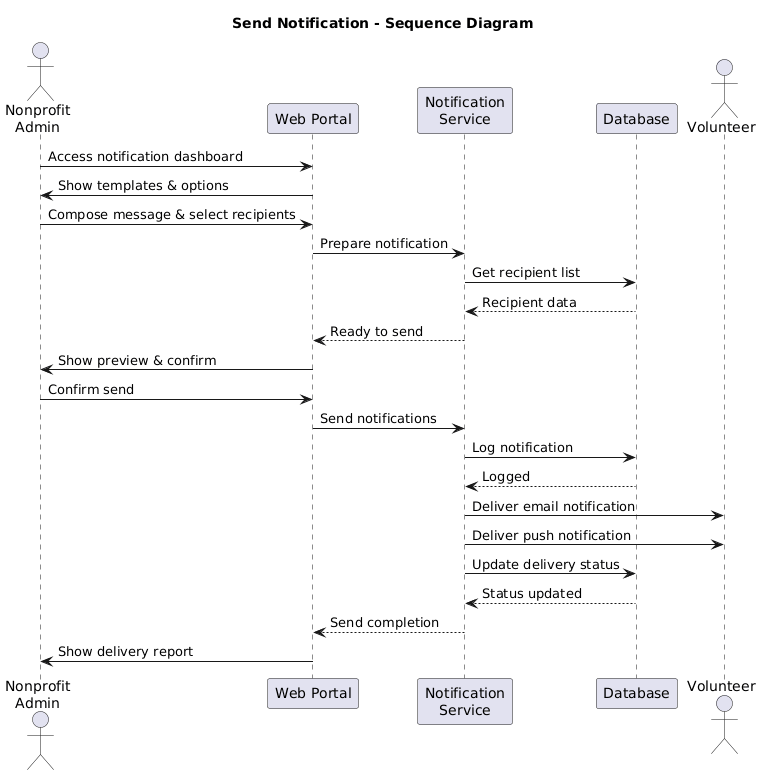 Send Notification - Sequence Diagram
Nonprofit
Admin
Web Portal
Notification
Service
Database
Volunteer
Access notification dashboard
Show templates & options
Compose message & select recipients
Prepare notification
Get recipient list
Recipient data
Ready to send
Show preview & confirm
Confirm send
Send notifications
Log notification
Logged
Deliver email notification
Deliver push notification
Update delivery status
Status updated
Send completion
Show delivery report
Nonprofit
Admin
Web Portal
Notification
Service
Database
Volunteer